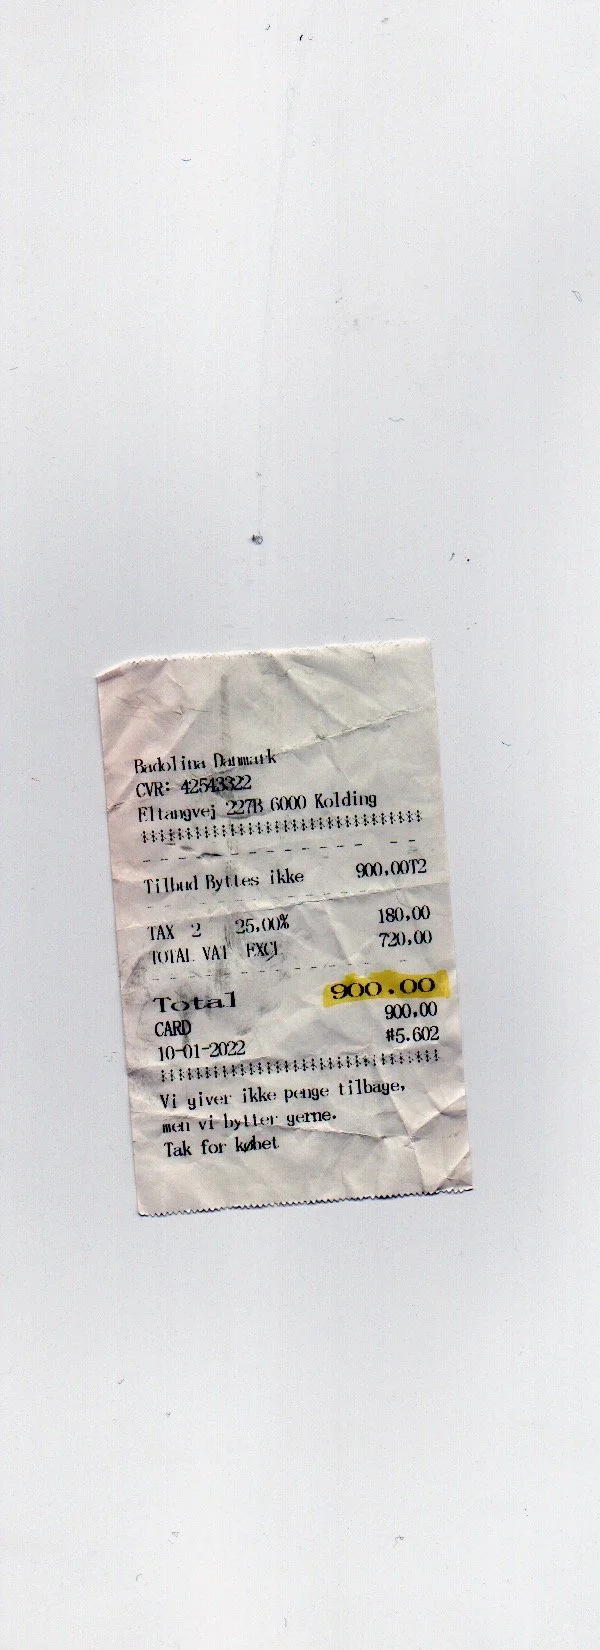 Badolina Danmark
CVR: 42543322
Eltangvej 227B 6000 Kolding
Tilbud Byttes ikke 900,00T2
TAX 2 25,00% 180,00
TOTAL VAT EXCL 720,00
Total 900.00
CARD 900,00
10-01-2022 #5.602
Vi giver ikke penge tilbage,
men vi bytter gerne.
Tak for købet